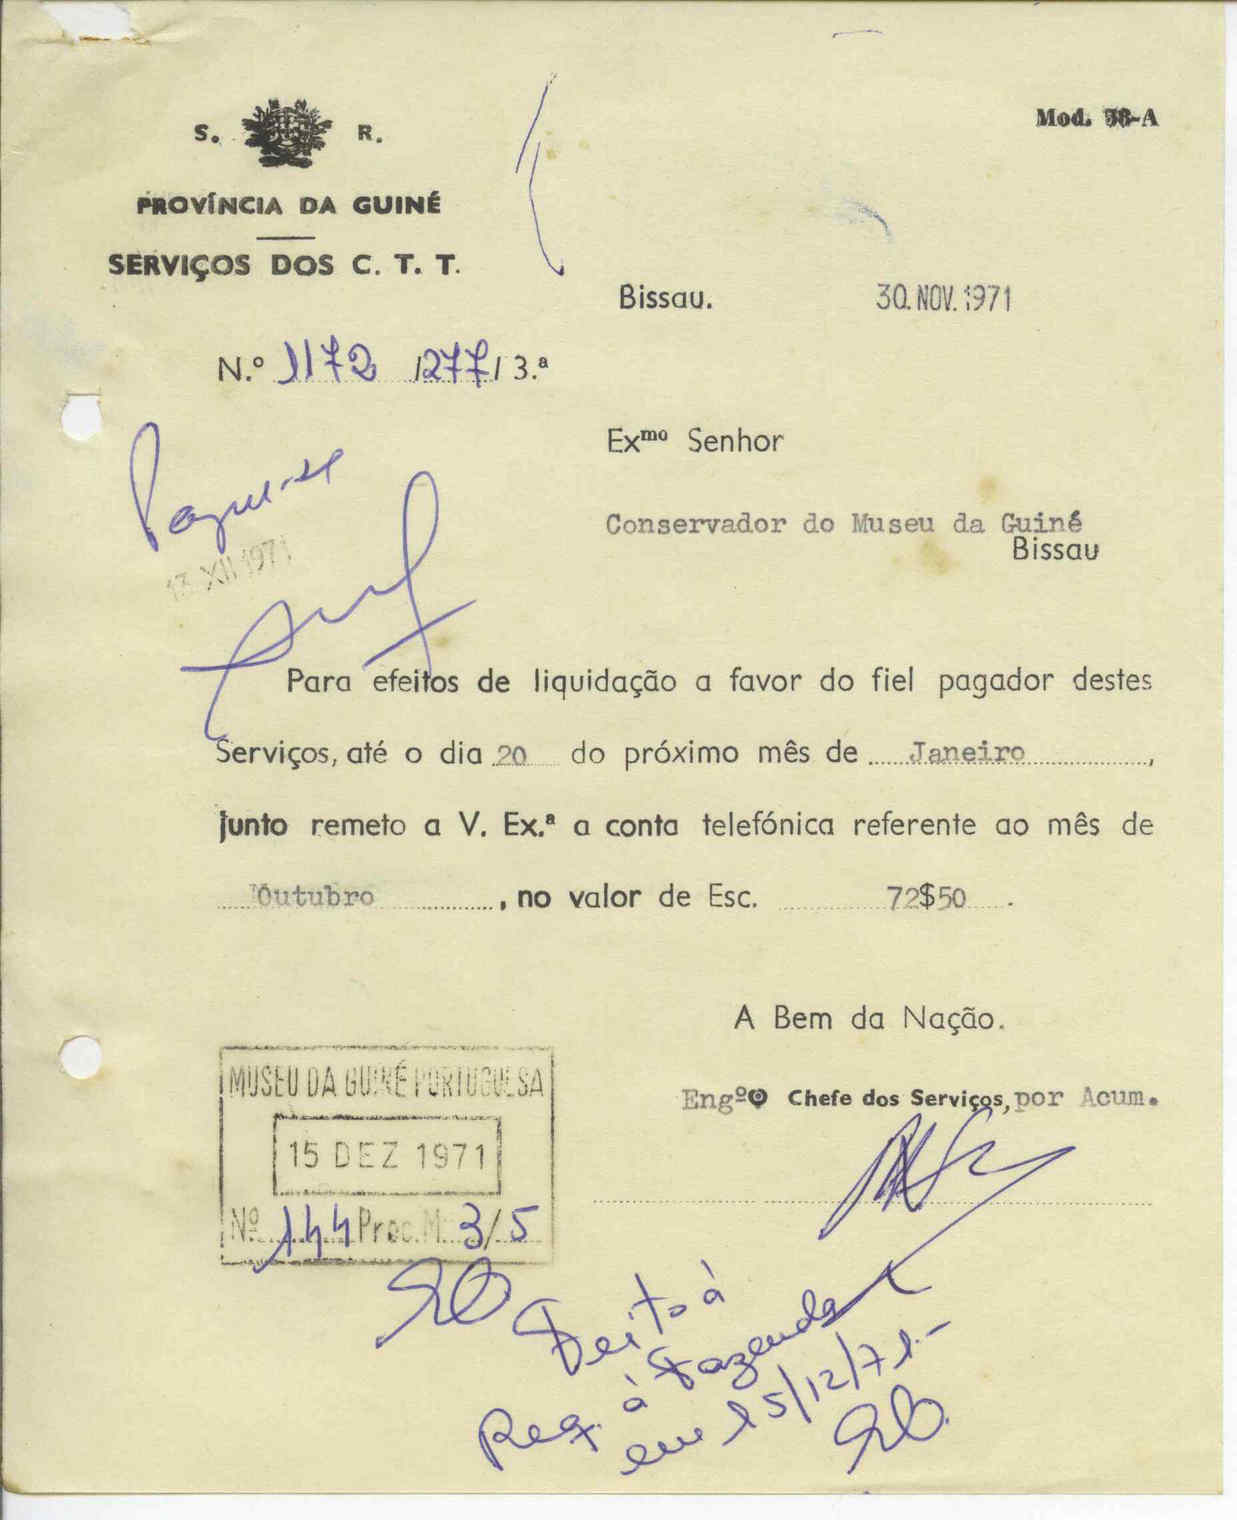 S. R.
Mod. 38-A
PROVÍNCIA DA GUINÉ
SERVIÇOS DOS C. T. T.
Bissau. 30. NOV. 1971
N.º 1172 /277/ 3.ª
Exmo Senhor
Pague-se
Conservador do Museu da Guiné
Bissau
13 XII 1971
Para efeitos de liquidação a favor do fiel pagador destes
Serviços, até o dia 20 do próximo mês de Janeiro,
junto remeto a V. Ex.ª a conta telefónica referente ao mês de
Outubro, no valor de Esc. 72$50.
A Bem da Nação.
MUSEU DA GUINÉ PORTUGUESA
Engº O Chefe dos Serviços, por Acum.
15 DEZ 1971
Nº 144 Proc. M 3/5
Feito à
Req. à Fazenda
em 15/12/71.-